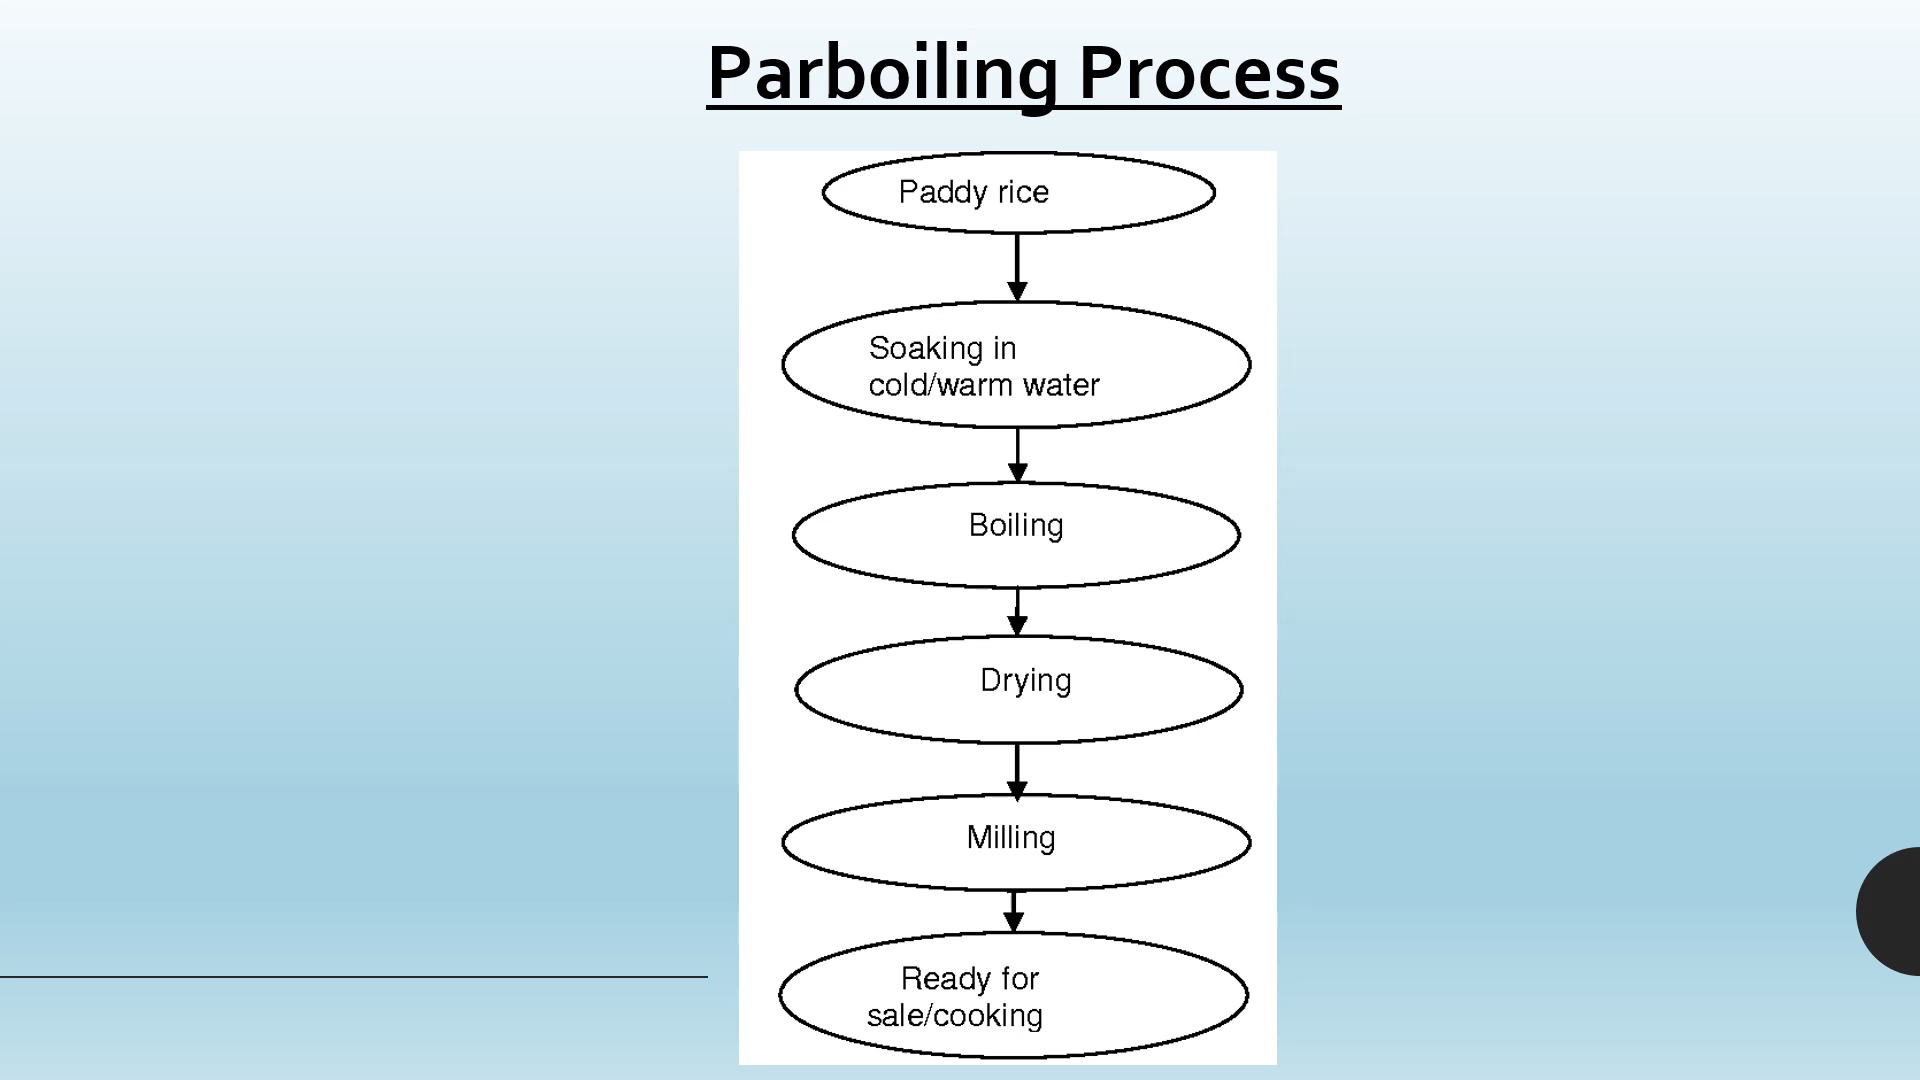 Parboiling Process
Paddy rice
Soaking in
cold/warm water
Boiling
Drying
Milling
Ready for
sale/cooking